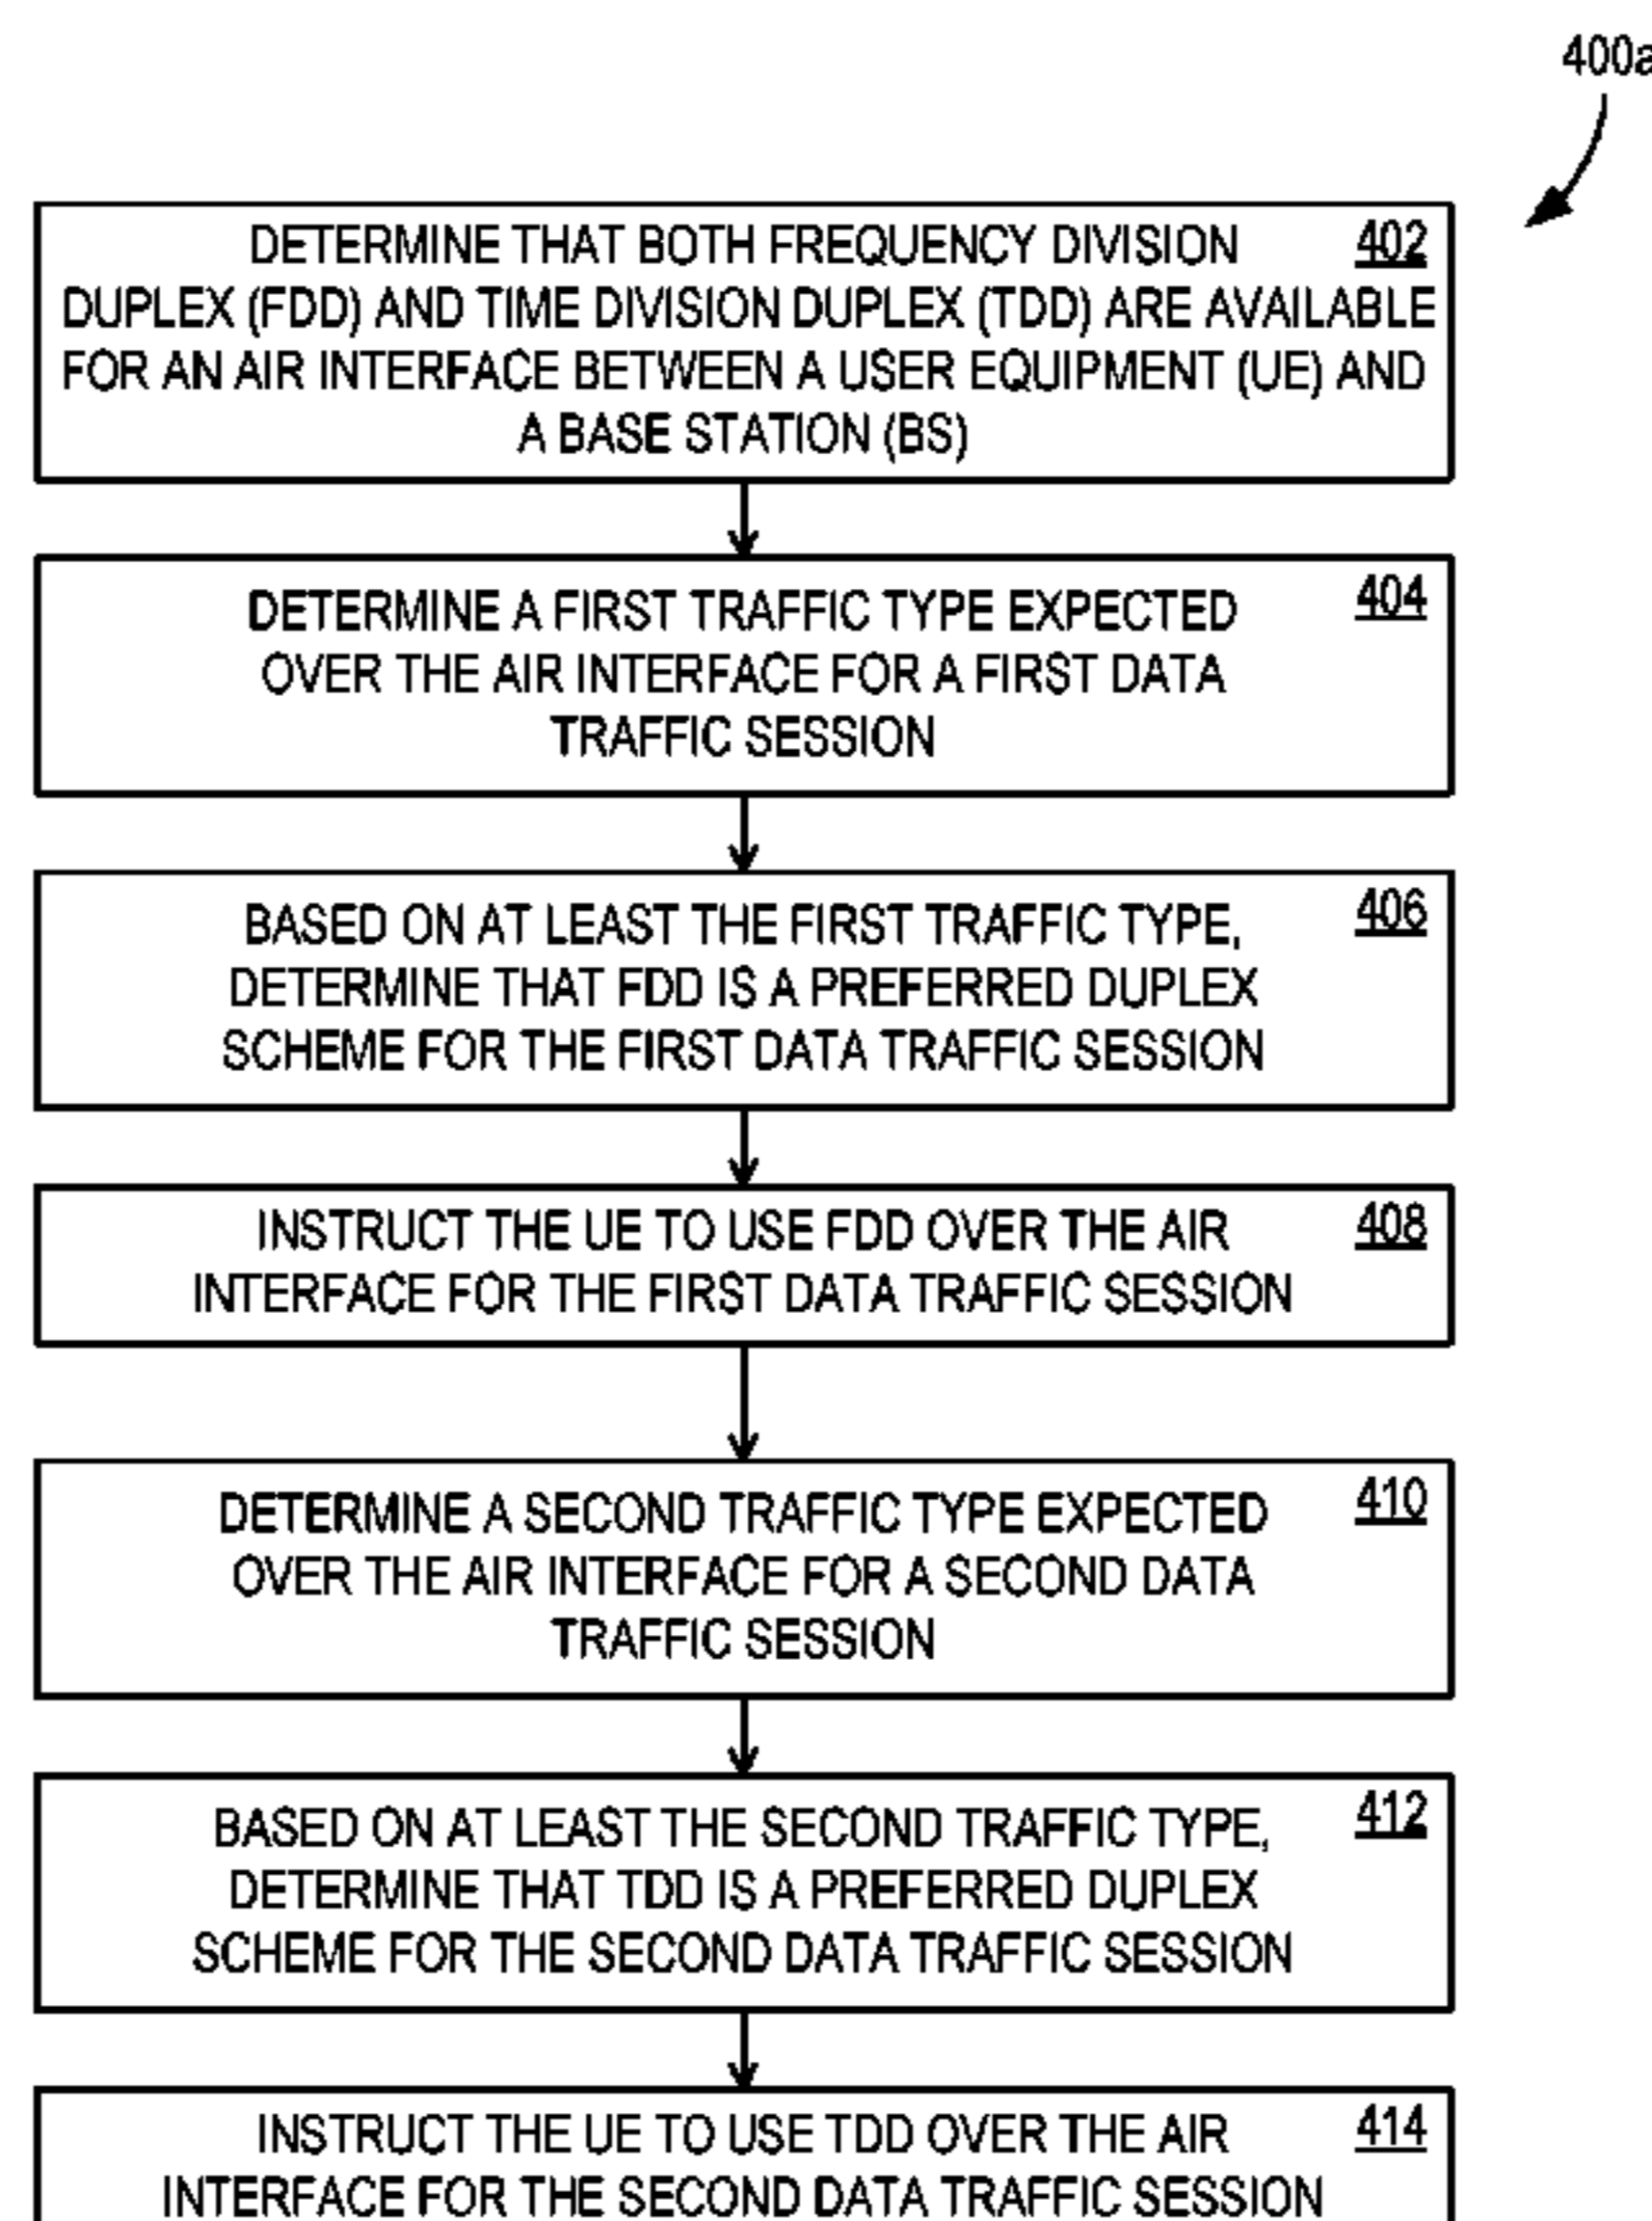 400a
DETERMINE THAT BOTH FREQUENCY DIVISION 402
DUPLEX (FDD) AND TIME DIVISION DUPLEX (TDD) ARE AVAILABLE
FOR AN AIR INTERFACE BETWEEN A USER EQUIPMENT (UE) AND
A BASE STATION (BS)
DETERMINE A FIRST TRAFFIC TYPE EXPECTED 404
OVER THE AIR INTERFACE FOR A FIRST DATA
TRAFFIC SESSION
BASED ON AT LEAST THE FIRST TRAFFIC TYPE, 406
DETERMINE THAT FDD IS A PREFERRED DUPLEX
SCHEME FOR THE FIRST DATA TRAFFIC SESSION
INSTRUCT THE UE TO USE FDD OVER THE AIR 408
INTERFACE FOR THE FIRST DATA TRAFFIC SESSION
DETERMINE A SECOND TRAFFIC TYPE EXPECTED 410
OVER THE AIR INTERFACE FOR A SECOND DATA
TRAFFIC SESSION
BASED ON AT LEAST THE SECOND TRAFFIC TYPE, 412
DETERMINE THAT TDD IS A PREFERRED DUPLEX
SCHEME FOR THE SECOND DATA TRAFFIC SESSION
INSTRUCT THE UE TO USE TDD OVER THE AIR 414
INTERFACE FOR THE SECOND DATA TRAFFIC SESSION